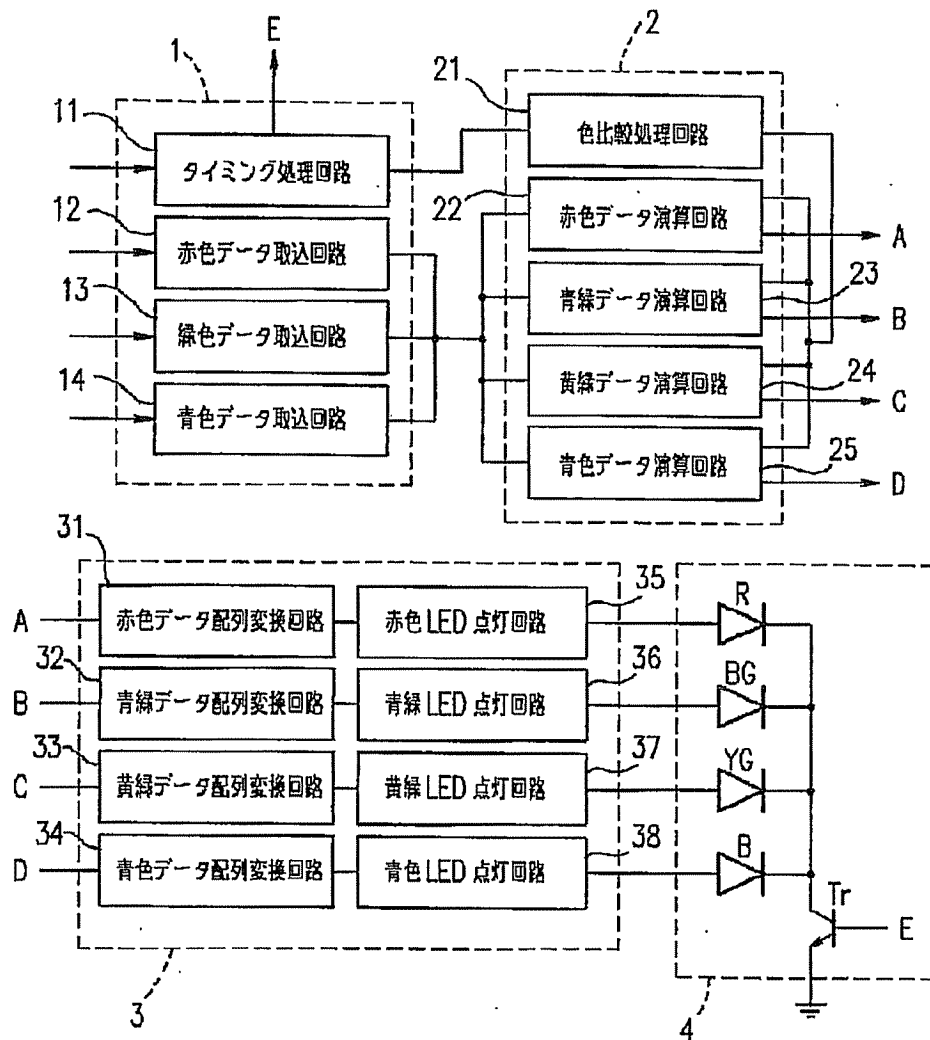 E
1
2
11
タイミング処理回路
21
色比較処理回路
12
赤色データ取込回路
22
赤色データ演算回路
A
13
緑色データ取込回路
青緑データ演算回路
23
B
14
青色データ取込回路
黄緑データ演算回路
24
C
青色データ演算回路
25
D
31
A
赤色データ配列変換回路
赤色LED点灯回路
35
R
32
B
青緑データ配列変換回路
青緑LED点灯回路
36
BG
33
C
黄緑データ配列変換回路
黄緑LED点灯回路
37
YG
34
D
青色データ配列変換回路
青色LED点灯回路
38
B
Tr
E
3
4